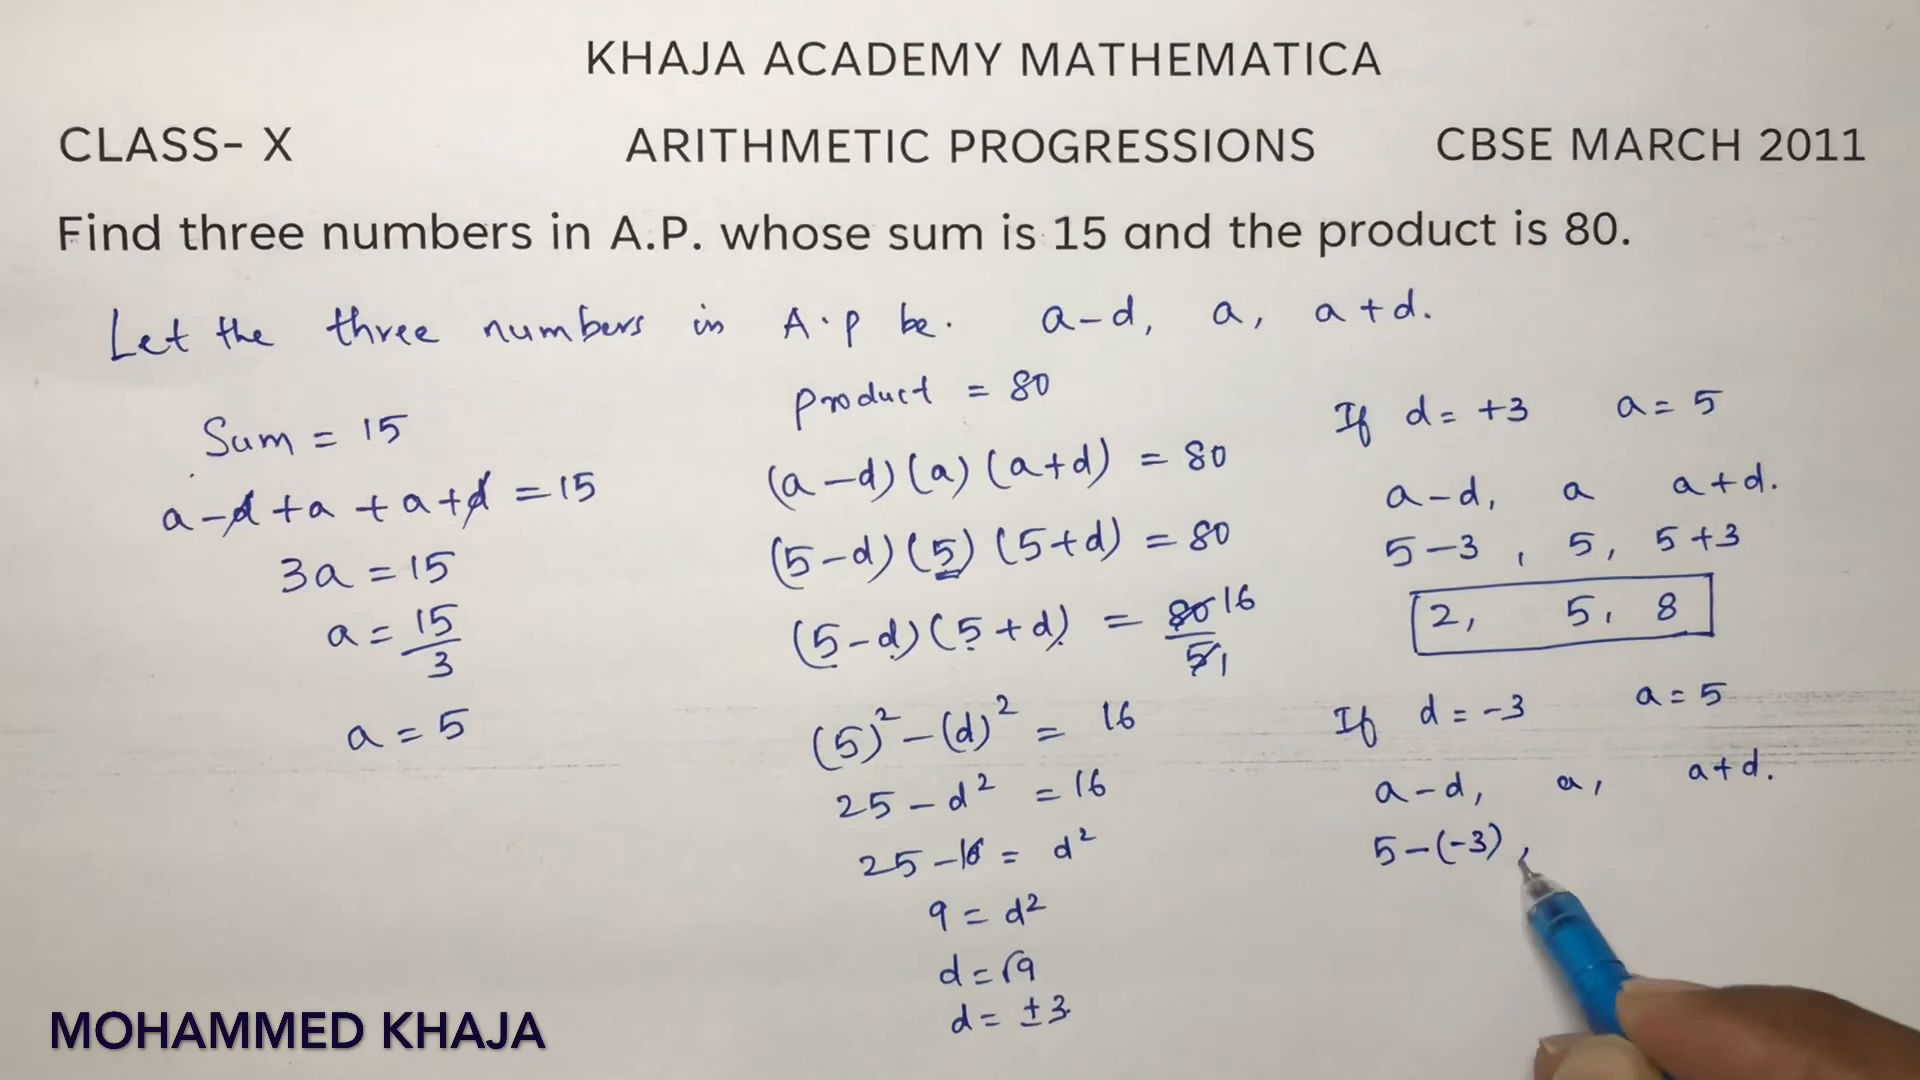 KHAJA ACADEMY MATHEMATICA
CLASS- X ARITHMETIC PROGRESSIONS CBSE MARCH 2011
Find three numbers in A.P. whose sum is 15 and the product is 80.
Let the three numbers in A.p be. a-d, a, a+d.
Sum = 15
a-d+a+a+d = 15
3a = 15
a = 15/3
a = 5
product = 80
(a-d)(a)(a+d) = 80
(5-d)(5)(5+d) = 80
(5-d)(5+d) = 80/5 16 1
(5)² - (d)² = 16
25 - d² = 16
25 - 16 = d²
9 = d²
d = √9
d = ±3
If d = +3 a = 5
a-d, a a+d.
5-3, 5, 5+3
2, 5, 8
If d = -3 a = 5
a-d, a, a+d.
5-(-3),
MOHAMMED KHAJA